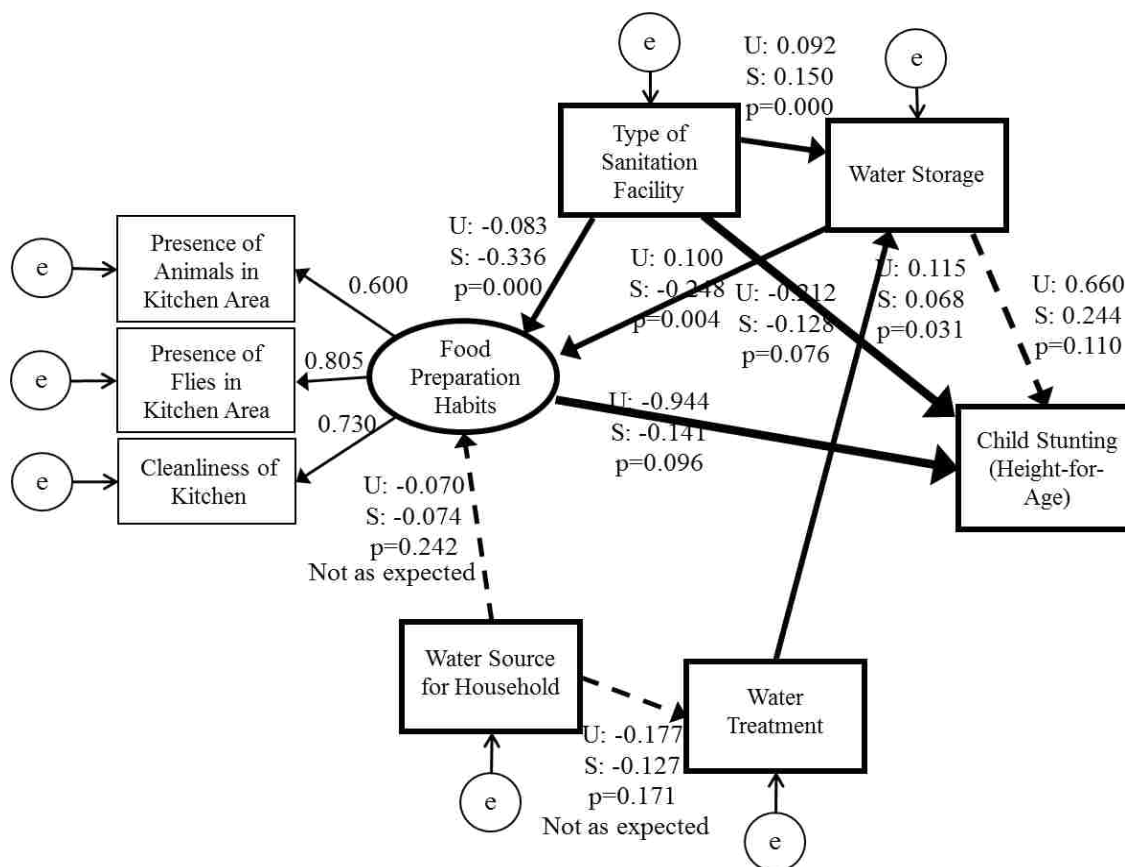 e
U: 0.092
S: 0.150
p=0.000
e
Type of
Sanitation
Facility
Water Storage
e
Presence of
Animals in
Kitchen Area
0.600
U: -0.083
S: -0.336
p=0.000
U: 0.100
S: -0.248
p=0.004
U: -0.212
S: -0.128
p=0.076
U: 0.115
S: 0.068
p=0.031
U: 0.660
S: 0.244
p=0.110
e
Presence of
Flies in
Kitchen Area
0.805
Food
Preparation
Habits
U: -0.944
S: -0.141
p=0.096
Child Stunting
(Height-for-
Age)
e
Cleanliness of
Kitchen
0.730
U: -0.070
S: -0.074
p=0.242
Not as expected
Water Source
for Household
Water
Treatment
U: -0.177
S: -0.127
p=0.171
Not as expected
e
e